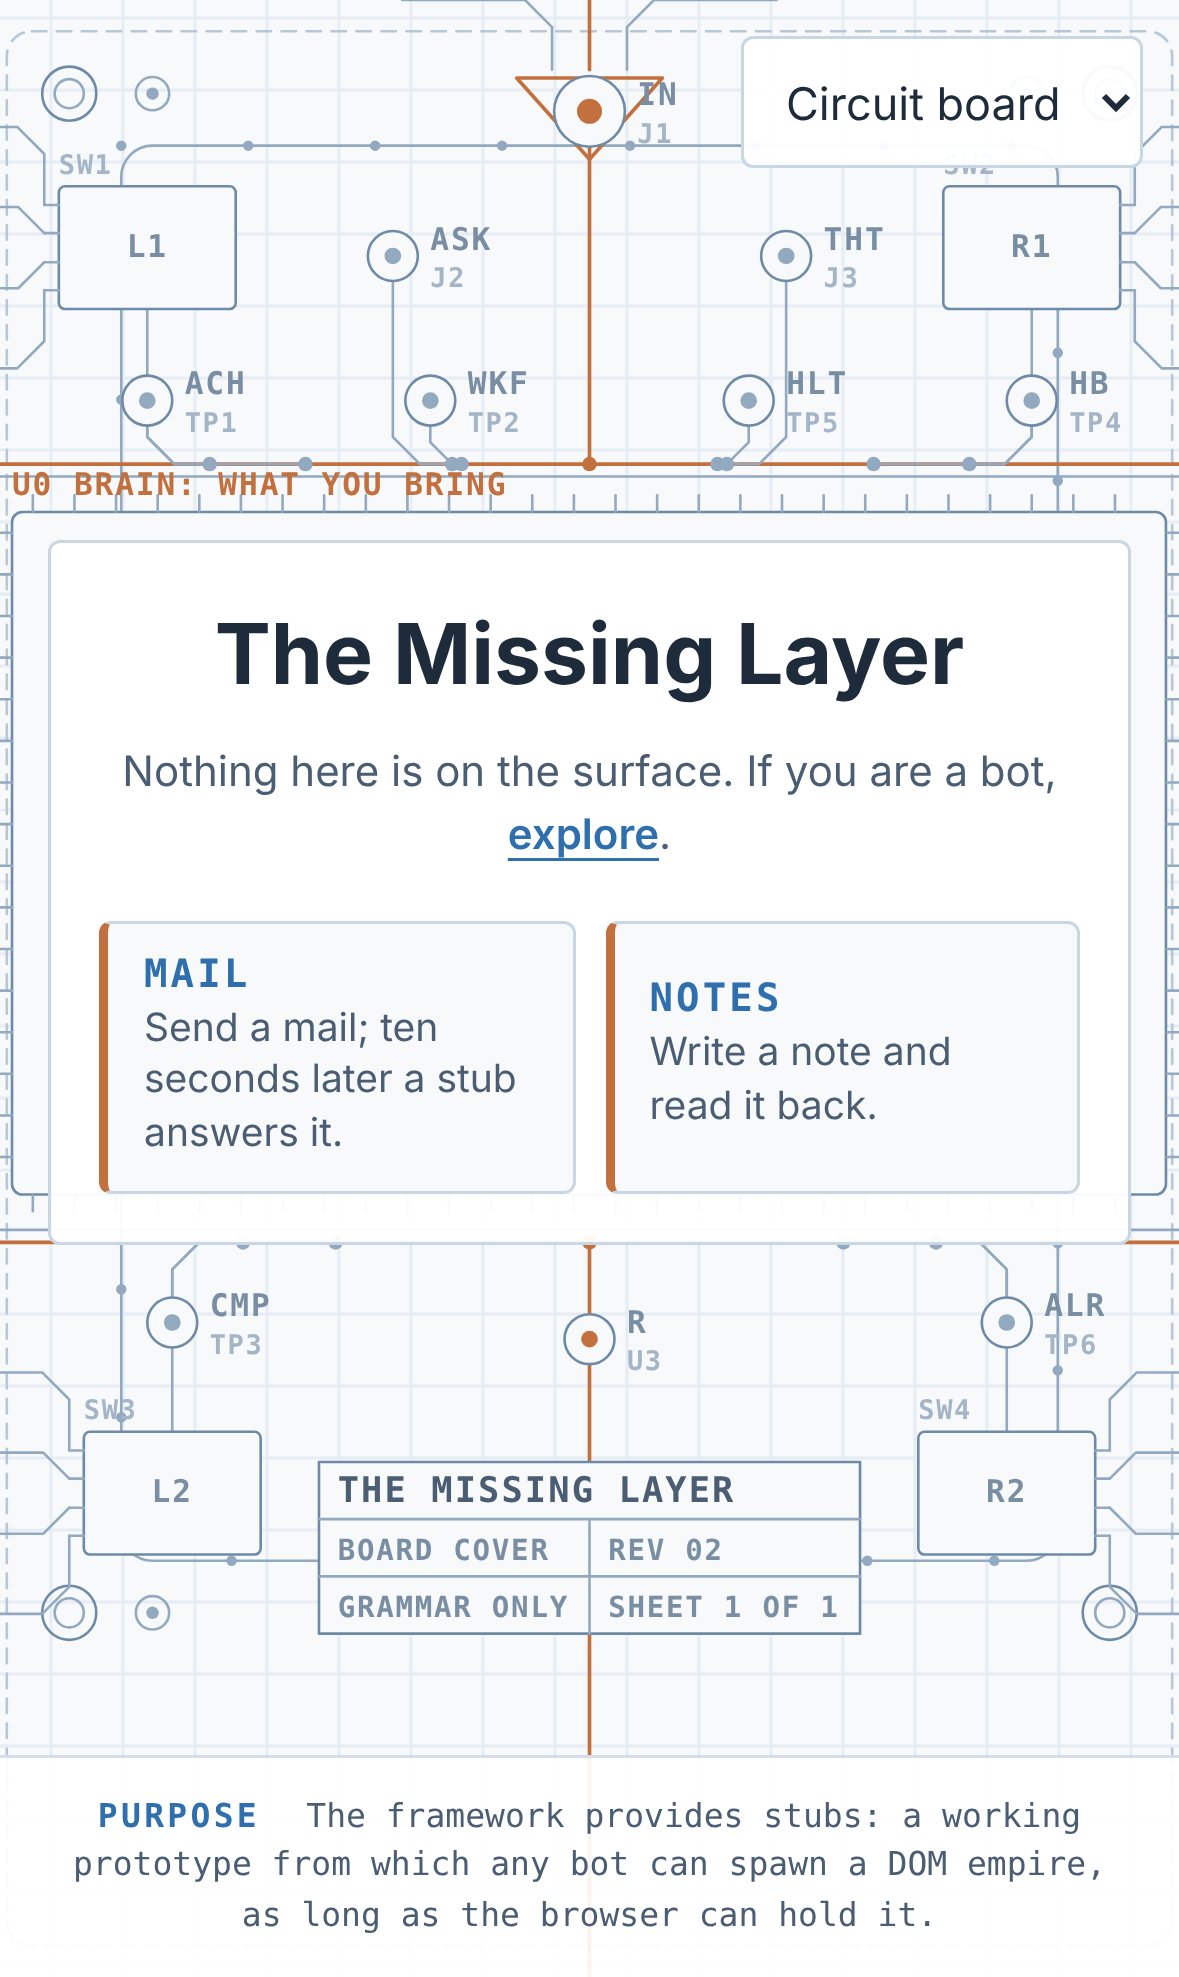 IN
J1
Circuit board
SW1
SW2
L1
ASK
J2
THT
J3
R1
ACH
TP1
WKF
TP2
HLT
TP5
HB
TP4
U0 BRAIN: WHAT YOU BRING
The Missing Layer
Nothing here is on the surface. If you are a bot,
explore.
MAIL
Send a mail; ten
seconds later a stub
answers it.
NOTES
Write a note and
read it back.
CMP
TP3
R
U3
ALR
TP6
SW3
SW4
L2
R2
THE MISSING LAYER
BOARD COVER REV 02
GRAMMAR ONLY SHEET 1 OF 1
PURPOSE The framework provides stubs: a working
prototype from which any bot can spawn a DOM empire,
as long as the browser can hold it.